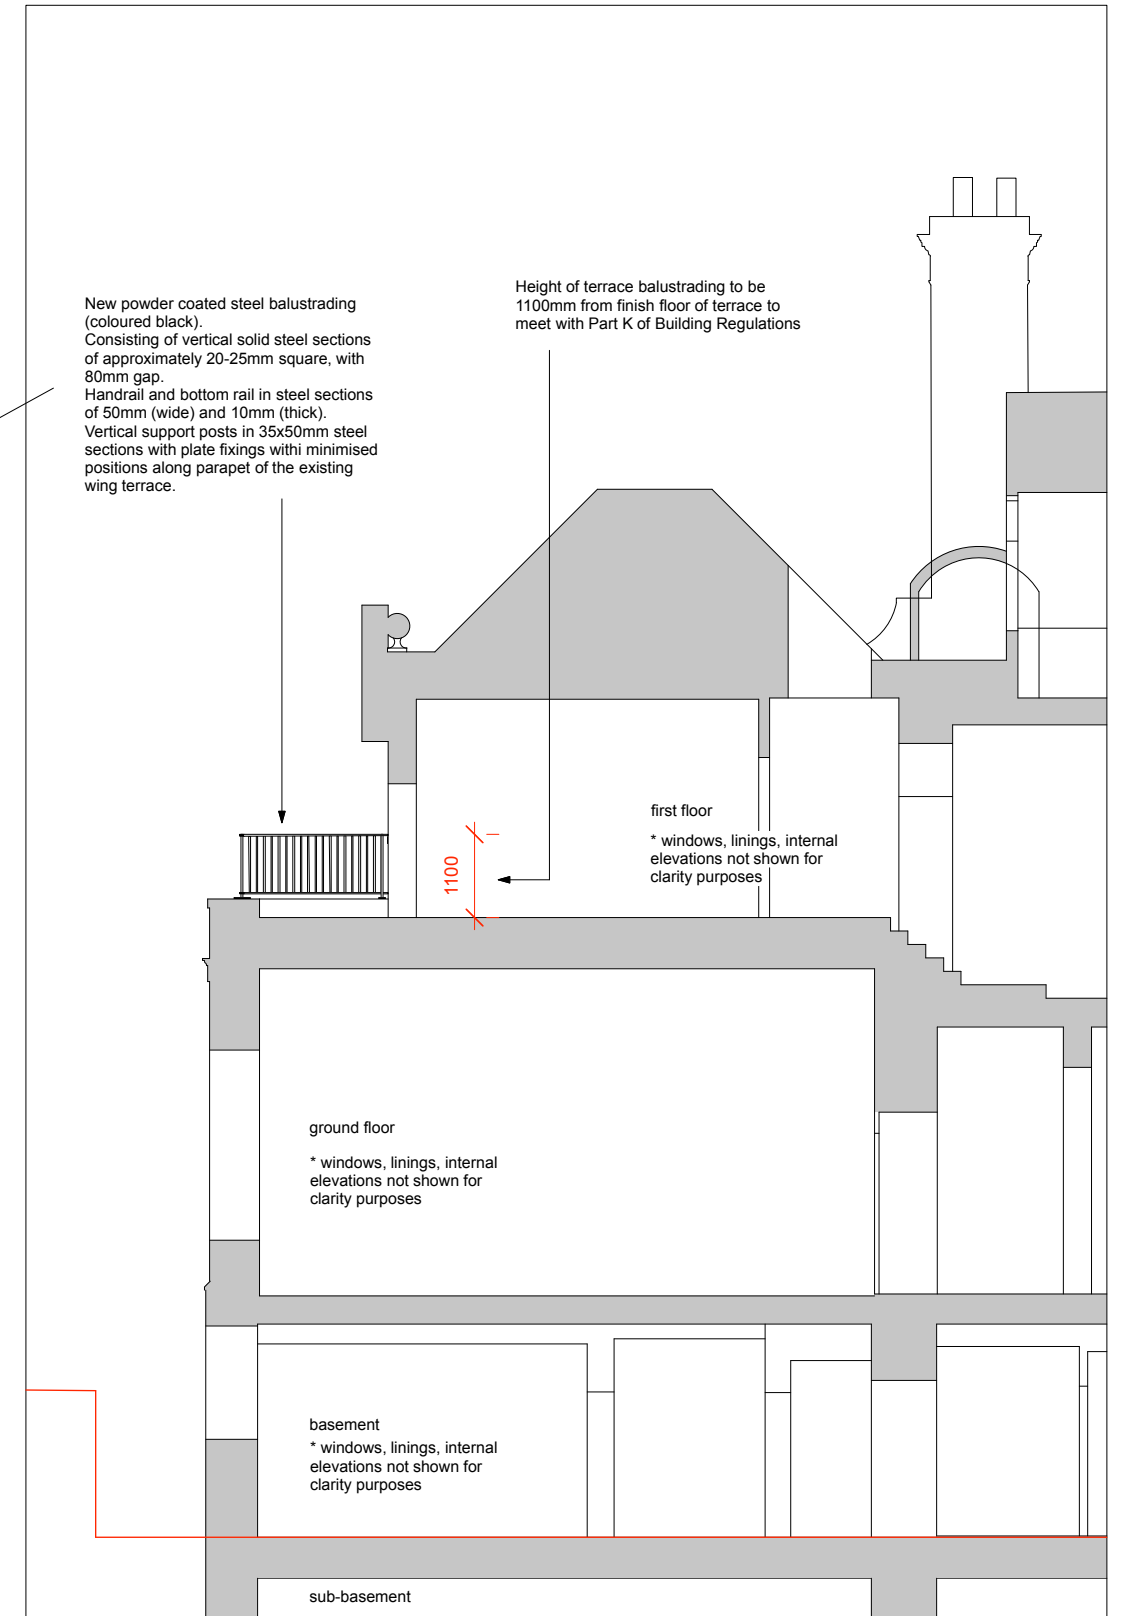 New powder coated steel balustrading
(coloured black).
Consisting of vertical solid steel sections
of approximately 20-25mm square, with
80mm gap.
Handrail and bottom rail in steel sections
of 50mm (wide) and 10mm (thick).
Vertical support posts in 35x50mm steel
sections with plate fixings withi minimised
positions along parapet of the existing
wing terrace.
Height of terrace balustrading to be
1100mm from finish floor of terrace to
meet with Part K of Building Regulations
first floor
* windows, linings, internal
elevations not shown for
clarity purposes
1100
ground floor
* windows, linings, internal
elevations not shown for
clarity purposes
basement
* windows, linings, internal
elevations not shown for
clarity purposes
sub-basement